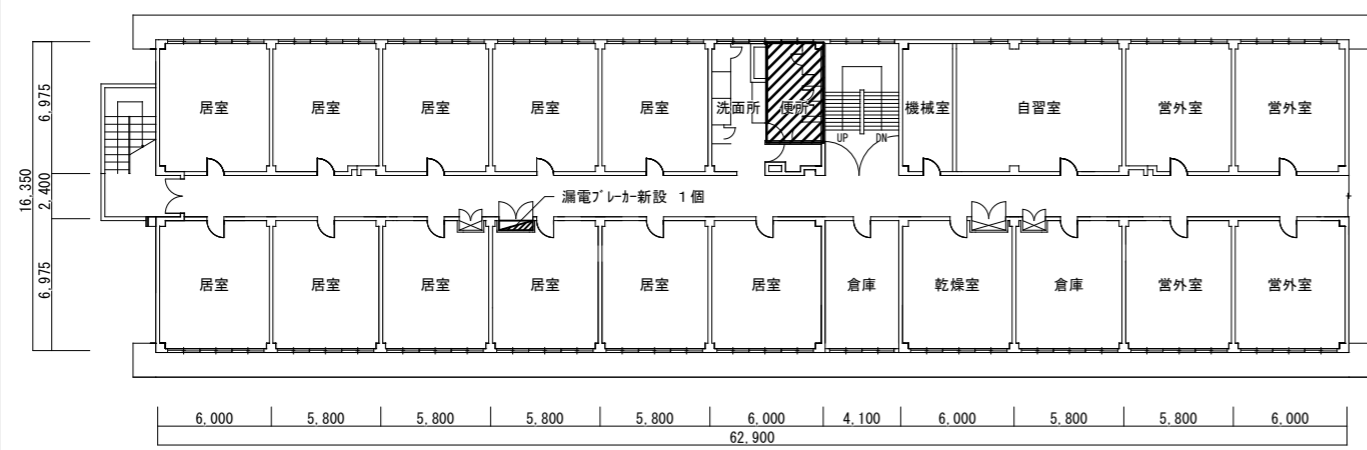 居室 居室 居室 居室 居室 洗面所 便所 機械室 自習室 営外室 営外室
UP DN
漏電ブレーカー新設 1個
居室 居室 居室 居室 居室 居室 倉庫 乾燥室 倉庫 営外室 営外室
16,350
6,975
2,400
6,975
6,000 5,800 5,800 5,800 5,800 6,000 4,100 6,000 5,800 5,800 6,000
62,900